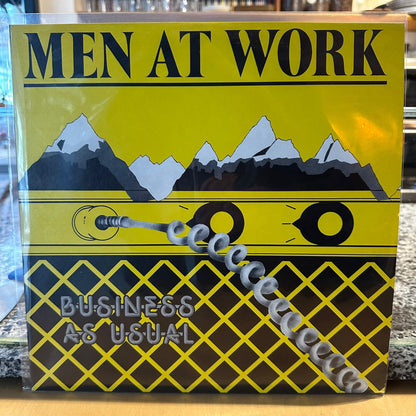 MEN AT WORK
BUSINESS
AS USUAL